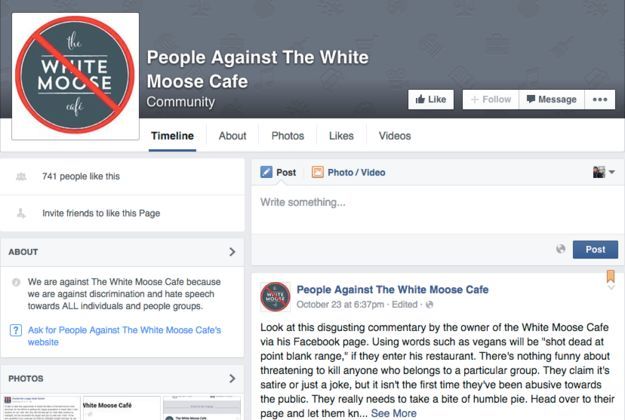 the
WHITE
MOOSE
café
People Against The White
Moose Cafe
Community
Like
+ Follow
Message
Timeline
About
Photos
Likes
Videos
741 people like this
Invite friends to like this Page
ABOUT
We are against The White Moose Cafe because
we are against discrimination and hate speech
towards ALL individuals and people groups.
? Ask for People Against The White Moose Cafe's
website
PHOTOS
White Moose Café
Post
Photo / Video
Write something...
Post
People Against The White Moose Cafe
October 23 at 6:37pm · Edited ·
Look at this disgusting commentary by the owner of the White Moose Cafe
via his Facebook page. Using words such as vegans will be "shot dead at
point blank range," if they enter his restaurant. There's nothing funny about
threatening to kill anyone who belongs to a particular group. They claim it's
satire or just a joke, but it isn't the first time they've been abusive towards
the public. They really needs to take a bite of humble pie. Head over to their
page and let them kn... See More